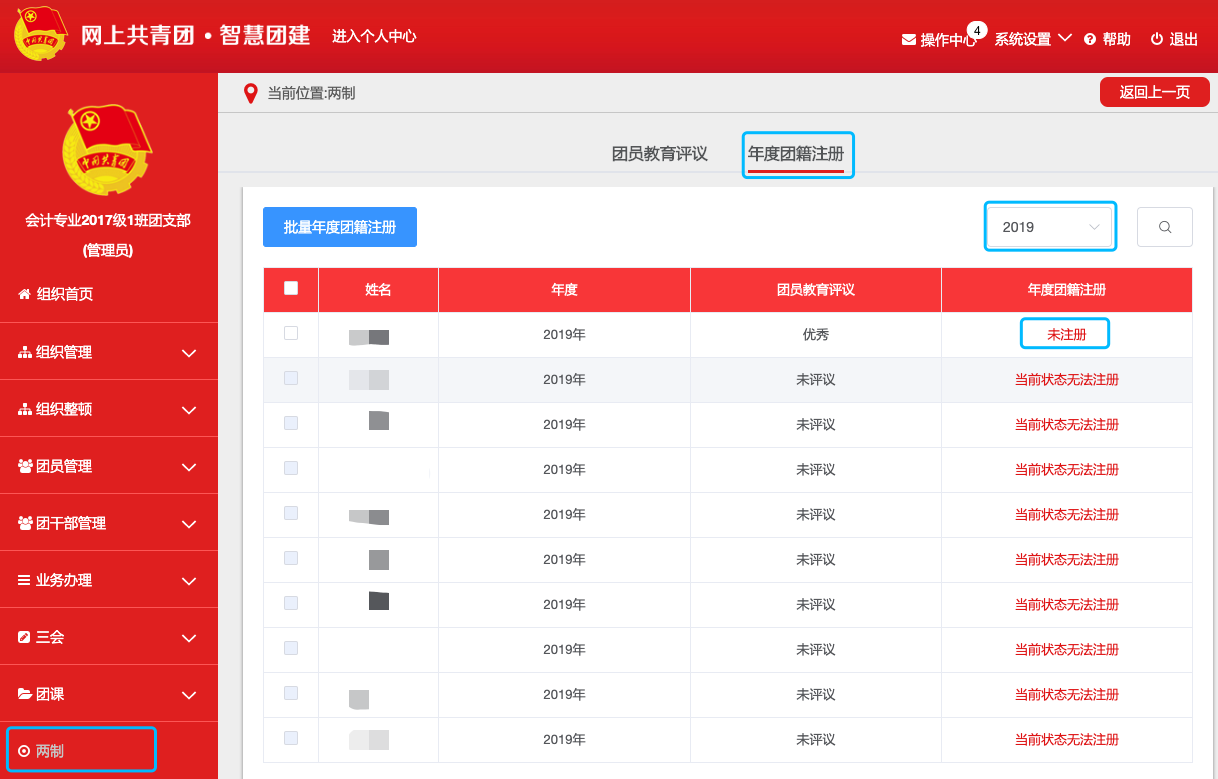 网上共青团·智慧团建 进入个人中心 操作中心 4 系统设置 帮助 退出
中国共青团
当前位置:两制 返回上一页
中国共青团
会计专业2017级1班团支部
(管理员)
组织首页
组织管理
组织整顿
团员管理
团干部管理
业务办理
三会
团课
两制
团员教育评议 年度团籍注册
批量年度团籍注册 2019
姓名 年度 团员教育评议 年度团籍注册
2019年 优秀 未注册
2019年 未评议 当前状态无法注册
2019年 未评议 当前状态无法注册
2019年 未评议 当前状态无法注册
2019年 未评议 当前状态无法注册
2019年 未评议 当前状态无法注册
2019年 未评议 当前状态无法注册
2019年 未评议 当前状态无法注册
2019年 未评议 当前状态无法注册
2019年 未评议 当前状态无法注册